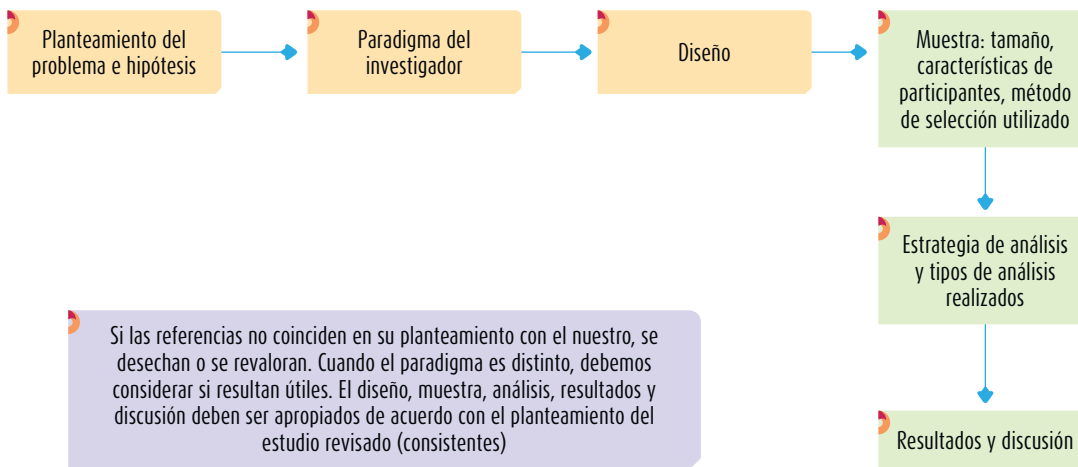 Planteamiento del
problema e hipótesis
Paradigma del
investigador
Diseño
Muestra: tamaño,
características de
participantes, método
de selección utilizado
Estrategia de análisis
y tipos de análisis
realizados
Si las referencias no coinciden en su planteamiento con el nuestro, se
desechan o se revaloran. Cuando el paradigma es distinto, debemos
considerar si resultan útiles. El diseño, muestra, análisis, resultados y
discusión deben ser apropiados de acuerdo con el planteamiento del
estudio revisado (consistentes)
Resultados y discusión